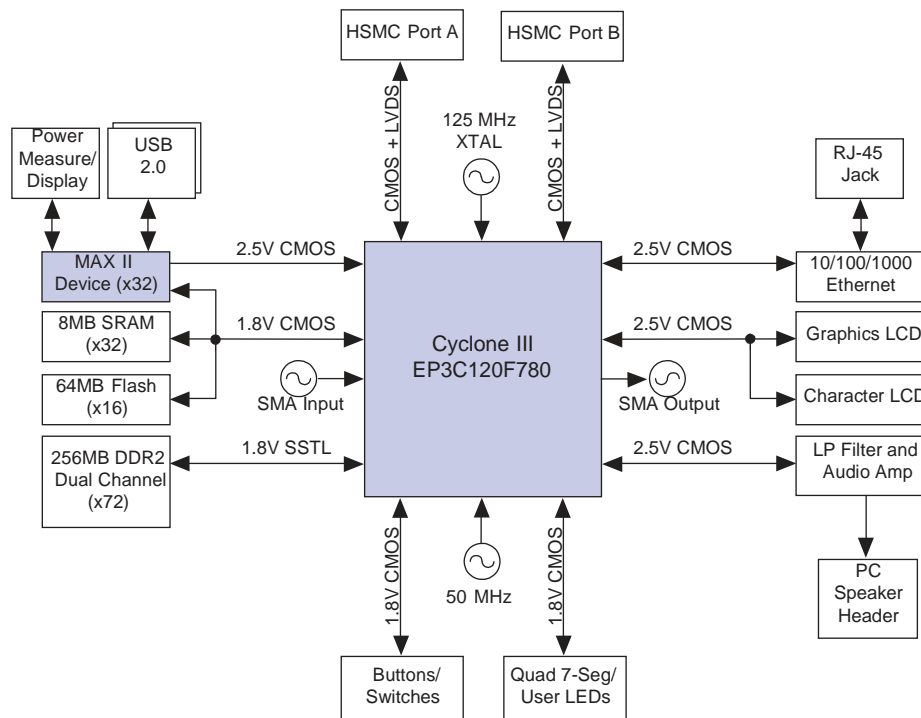 HSMC Port A
HSMC Port B
CMOS + LVDS
CMOS + LVDS
125 MHz
XTAL
Power
Measure/
Display
USB
2.0
RJ-45
Jack
MAX II
Device (x32)
2.5V CMOS
2.5V CMOS
10/100/1000
Ethernet
8MB SRAM
(x32)
1.8V CMOS
Cyclone III
EP3C120F780
2.5V CMOS
Graphics LCD
64MB Flash
(x16)
SMA Input
SMA Output
Character LCD
256MB DDR2
Dual Channel
(x72)
1.8V SSTL
2.5V CMOS
LP Filter and
Audio Amp
1.8V CMOS
50 MHz
1.8V CMOS
PC
Speaker
Header
Buttons/
Switches
Quad 7-Seg/
User LEDs